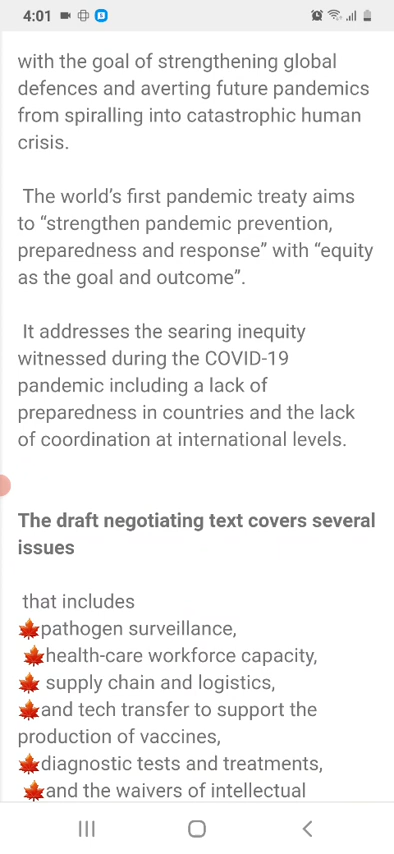 4:01
with the goal of strengthening global
defences and averting future pandemics
from spiralling into catastrophic human
crisis.
The world's first pandemic treaty aims
to “strengthen pandemic prevention,
preparedness and response” with “equity
as the goal and outcome”.
It addresses the searing inequity
witnessed during the COVID-19
pandemic including a lack of
preparedness in countries and the lack
of coordination at international levels.
The draft negotiating text covers several
issues
that includes
🍁pathogen surveillance,
🍁health-care workforce capacity,
🍁 supply chain and logistics,
🍁and tech transfer to support the
production of vaccines,
🍁diagnostic tests and treatments,
🍁and the waivers of intellectual